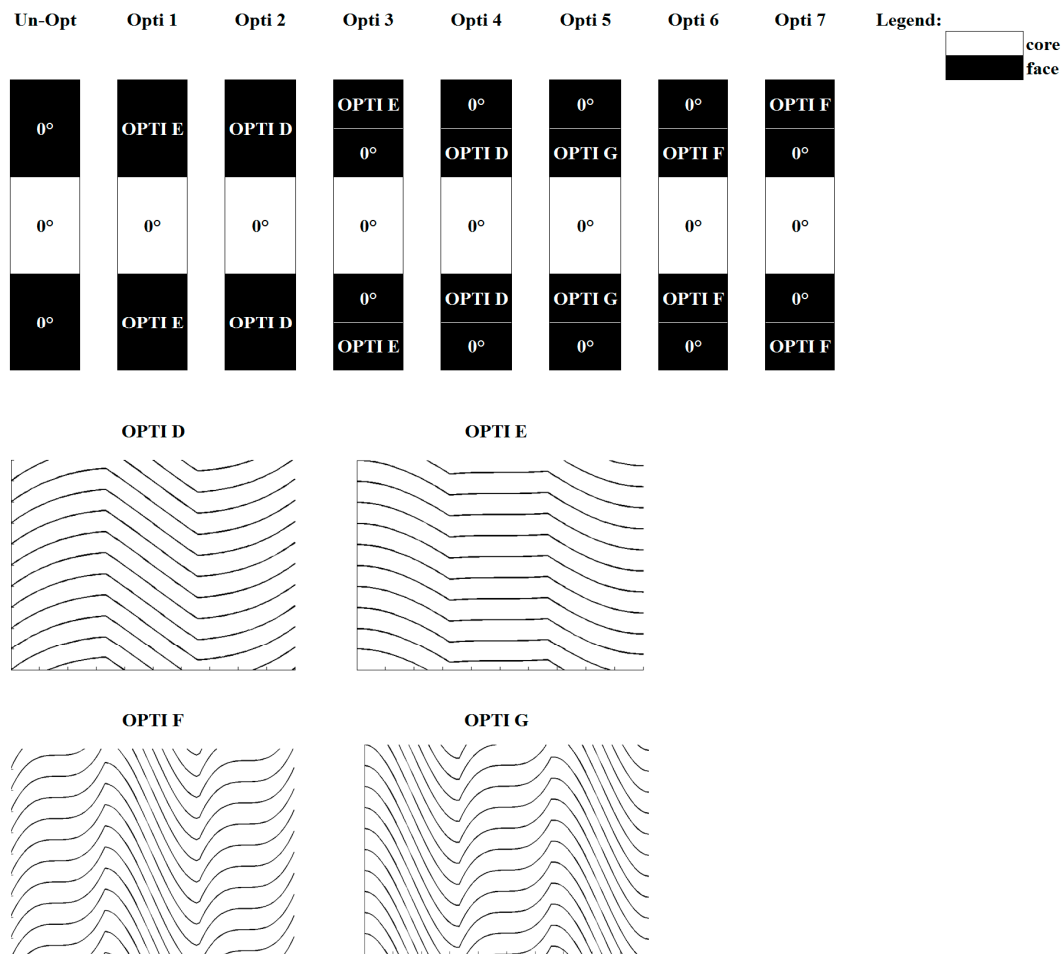 Un-Opt Opti 1 Opti 2 Opti 3 Opti 4 Opti 5 Opti 6 Opti 7 Legend:
core
face
OPTI E 0° 0° 0° OPTI F
0° OPTI E OPTI D
0° OPTI D OPTI G OPTI F 0°
0° 0° 0° 0° 0° 0° 0° 0°
0° OPTI D OPTI G OPTI F 0°
0° OPTI E OPTI D
OPTI E 0° 0° 0° OPTI F
OPTI D OPTI E
OPTI F OPTI G